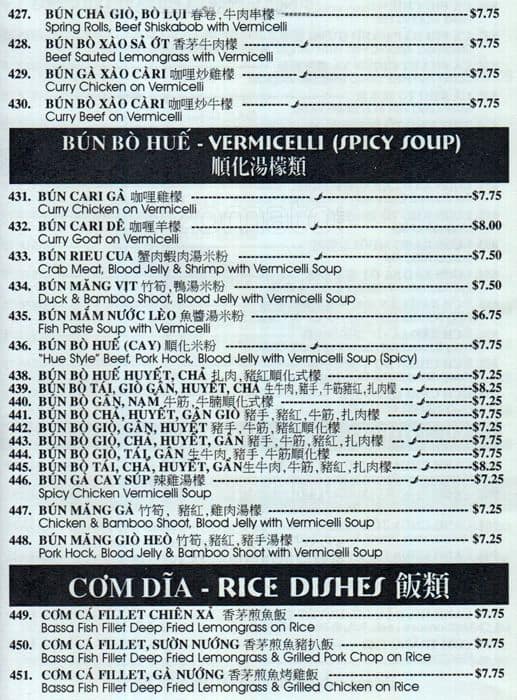 427. BÚN CHẢ GIÒ, BÒ LỤI 春卷,牛肉串檬 $7.75
Spring Rolls, Beef Shiskabob with Vermicelli
428. BÚN BÒ XÀO SẢ ỚT 香茅牛肉檬 $7.75
Beef Sauted Lemongrass with Vermicelli
429. BÚN GÀ XÀO CÀRI 咖哩炒雞檬 $7.75
Curry Chicken on Vermicelli
430. BÚN BÒ XÀO CÀRI 咖哩炒牛檬 $7.75
Curry Beef on Vermicelli
BÚN BÒ HUẾ - VERMICELLI (SPICY SOUP)
順化湯檬類
431. BÚN CARI GÀ 咖哩雞檬 $7.75
Curry Chicken on Vermicelli
432. BÚN CARI DÊ 咖喱羊檬 $8.00
Curry Goat on Vermicelli
433. BÚN RIEU CUA 蟹肉蝦肉湯米粉 $7.50
Crab Meat, Blood Jelly & Shrimp with Vermicelli Soup
434. BÚN MĂNG VỊT 竹筍,鴨湯米粉 $7.50
Duck & Bamboo Shoot, Blood Jelly with Vermicelli Soup
435. BÚN MẮM NƯỚC LÈO 魚醬湯米粉 $6.75
Fish Paste Soup with Vermicelli
436. BÚN BÒ HUẾ (CAY) 順化米粉 $7.75
"Hue Style" Beef, Pork Hock, Blood Jelly with Vermicelli Soup (Spicy)
438. BÚN BÒ HUẾ HUYẾT, CHẢ 扎肉,豬紅順化式檬 $7.25
439. BÚN BÒ TÁI, GIÒ GÂN, HUYẾT, CHẢ 生牛肉,豬手,牛筋豬紅,扎肉檬 $8.25
440. BÚN BÒ GÂN, NẠM 牛筋,牛腩順化式檬 $7.25
441. BÚN BÒ CHẢ, HUYẾT, GÂN GIÒ 豬手,豬紅,牛筋,扎肉檬 $7.75
442. BÚN BÒ GIÒ, GÂN, HUYẾT 豬手,牛筋,豬紅順化檬 $7.25
443. BÚN BÒ GIÒ, CHẢ, HUYẾT, GÂN 豬手,牛筋,豬紅,扎肉檬 $7.75
444. BÚN BÒ GIÒ, TÁI, GÂN 生牛肉,豬手,牛筋順化檬 $7.75
445. BÚN BÒ TÁI, CHẢ, HUYẾT, GÂN 生牛肉,牛筋,豬紅,扎肉檬 $8.25
446. BÚN GÀ CAY SÚP 辣雞湯檬 $7.25
Spicy Chicken Vermicelli Soup
447. BÚN MĂNG GÀ 竹筍, 豬紅,雞肉湯檬 $7.25
Chicken & Bamboo Shoot, Blood Jelly with Vermicelli Soup
448. BÚN MĂNG GIÒ HEO 竹筍,豬紅,豬手湯檬 $7.25
Pork Hock, Blood Jelly & Bamboo Shoot with Vermicelli Soup
CƠM DĨA - RICE DISHES 飯類
449. CƠM CÁ FILLET CHIÊN XẢ 香茅煎魚飯 $7.75
Bassa Fish Fillet Deep Fried Lemongrass on Rice
450. CƠM CÁ FILLET, SƯỜN NƯỚNG 香茅煎魚豬扒飯 $7.75
Bassa Fish Fillet Deep Fried Lemongrass & Grilled Pork Chop on Rice
451. CƠM CÁ FILLET, GÀ NƯỚNG 香茅煎魚烤雞飯 $7.75
Bassa Fish Fillet Deep Fried Lemongrass & Grilled Chicken on Rice